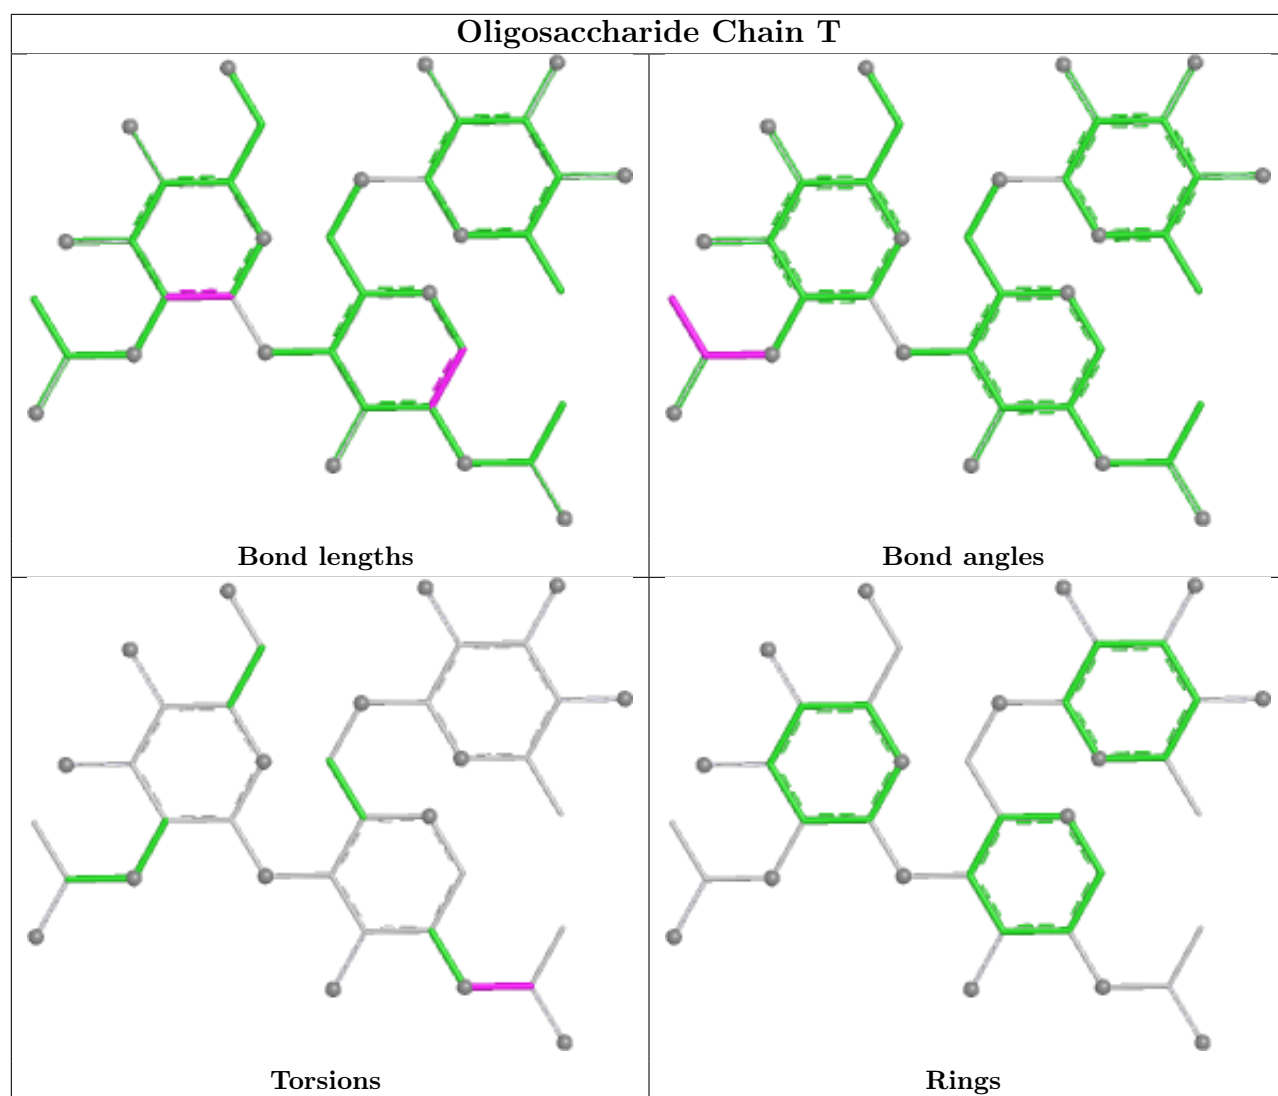 Oligosaccharide Chain T
Bond lengths
Bond angles
Torsions
Rings